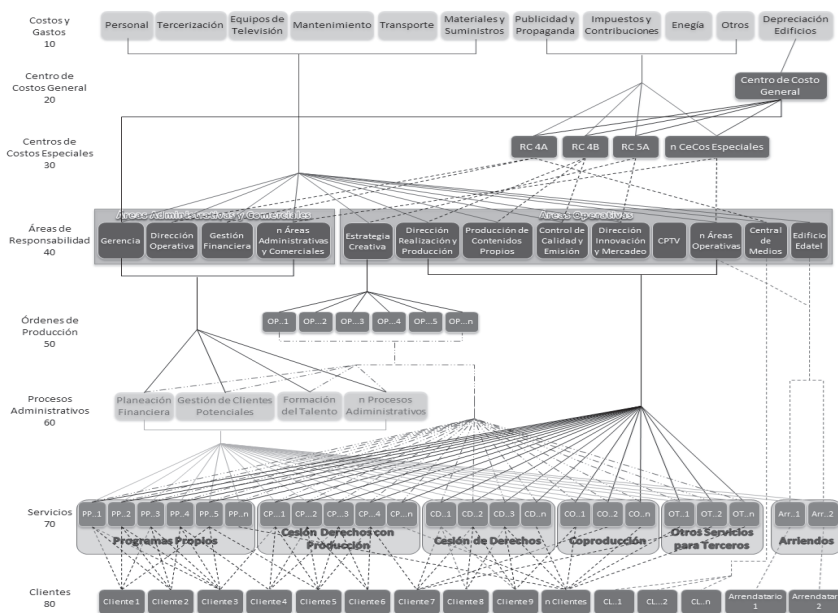 Costos y
Gastos
10
Personal
Tercerización
Equipos de
Televisión
Mantenimiento
Transporte
Materiales y
Suministros
Publicidad y
Propaganda
Impuestos y
Contribuciones
Enegía
Otros
Depreciación
Edificios
Centro de
Costos General
20
Centro de Costo
General
Centros de
Costos Especiales
30
RC 4A
RC 4B
RC 5A
n CeCos Especiales
Áreas de
Responsabilidad
40
Áreas Administrativas y Comerciales
Áreas Operativas
Gerencia
Dirección
Operativa
Gestión
Financiera
n Áreas
Administrativas
y Comerciales
Estrategia
Creativa
Dirección
Realización y
Producción
Producción de
Contenidos
Propios
Control de
Calidad y
Emisión
Dirección
Innovación
y Mercadeo
CPTV
n Áreas
Operativas
Central
de
Medios
Edificio
Edatel
Órdenes de
Producción
50
OP...1
OP...2
OP...3
OP...4
OP...5
OP...n
Procesos
Administrativos
60
Planeación
Financiera
Gestión de Clientes
Potenciales
Formación
del Talento
n Procesos
Adiministrativos
Servicios
70
PP...1
PP...2
PP...3
PP...4
PP...5
PP...n
Programas Propios
CP...1
CP...2
CP...3
CP...4
CP...n
Cesión Derechos con
Producción
CD...1
CD...2
CD...3
CD...n
Cesión de Derechos
CO...1
CO...2
CO...n
Coproducción
OT...1
OT...2
OT...n
Otros Servicios
para Terceros
Arr...1
Arr...2
Arriendos
Clientes
80
Cliente1
Cliente2
Cliente3
Cliente4
Cliente5
Cliente6
Cliente7
Cliente8
Cliente9
n Clientes
CL...1
CL...2
CL...n
Arrendatario
1
Arrendatario
2